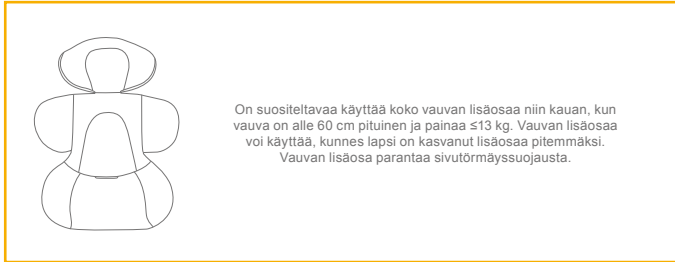 On suositeltavaa käyttää koko vauvan lisäosaa niin kauan, kun
vauva on alle 60 cm pituinen ja painaa ≤13 kg. Vauvan lisäosaa
voi käyttää, kunnes lapsi on kasvanut lisäosaa pitemmäksi.
Vauvan lisäosa parantaa sivutörmäyssuojausta.